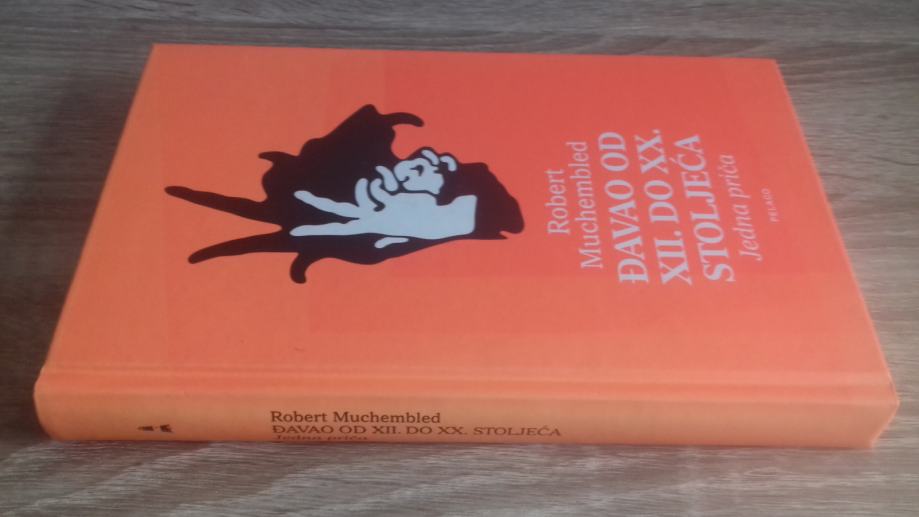 Robert
Muchembled
ĐAVAO OD
XII. DO XX.
STOLJEĆA
Jedna priča
PELAGO
Robert Muchembled
ĐAVAO OD XII. DO XX. STOLJEĆA
Jedna priča